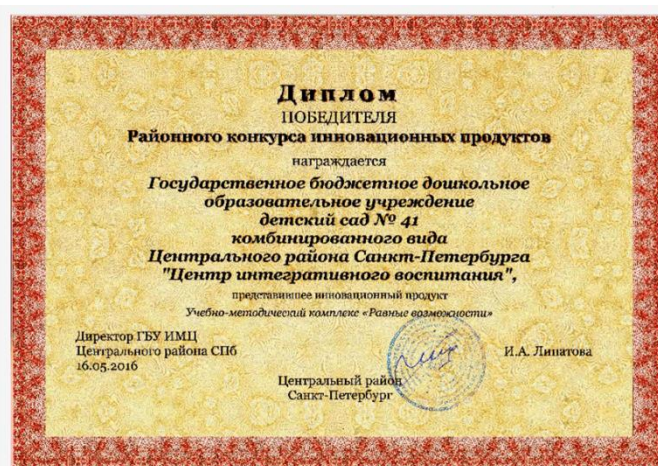 Диплом
ПОБЕДИТЕЛЯ
Районного конкурса инновационных продуктов
награждается
Государственное бюджетное дошкольное
образовательное учреждение
детский сад № 41
комбинированного вида
Центрального района Санкт-Петербурга
"Центр интегративного воспитания",
представившее инновационный продукт
Учебно-методический комплекс «Равные возможности»
Директор ГБУ ИМЦ
Центрального района СПб
16.05.2016
И.А. Липатова
Центральный район
Санкт-Петербург